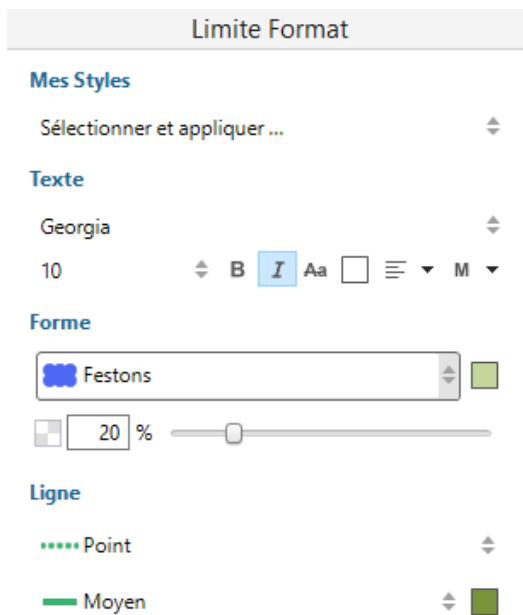 Limite Format
Mes Styles
Sélectionner et appliquer ...
Texte
Georgia
10 B I Aa M
Forme
Festons
20 %
Ligne
Point
Moyen